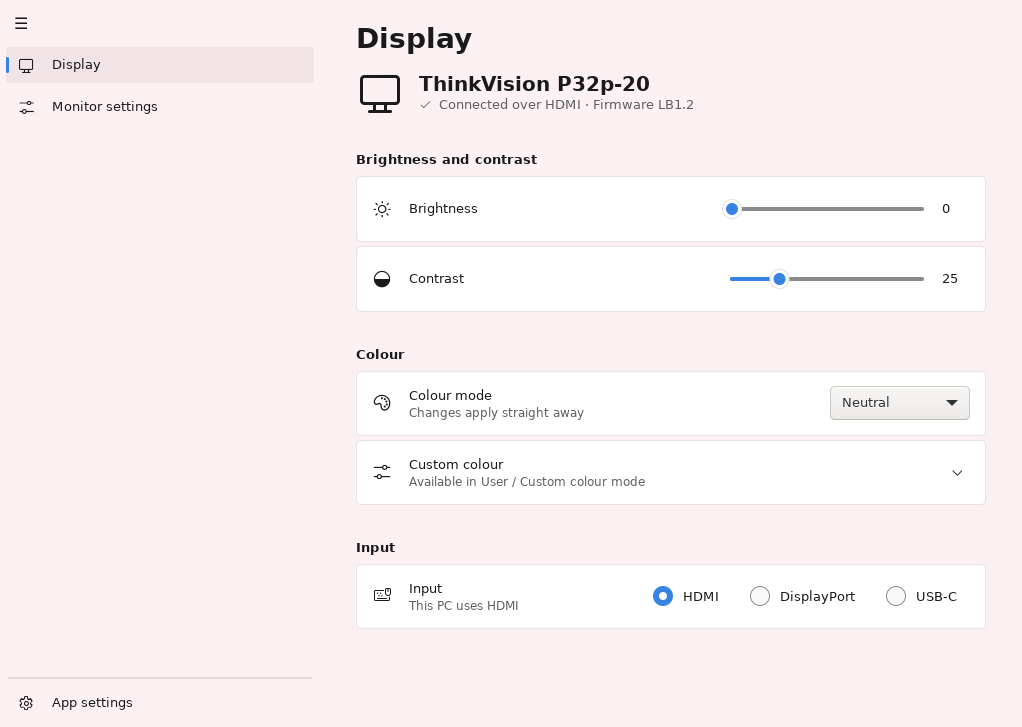 ☰
Display
Monitor settings
App settings
Display
ThinkVision P32p-20
Connected over HDMI · Firmware LB1.2
Brightness and contrast
Brightness
0
Contrast
25
Colour
Colour mode
Changes apply straight away
Neutral
Custom colour
Available in User / Custom colour mode
Input
Input
This PC uses HDMI
HDMI
DisplayPort
USB-C